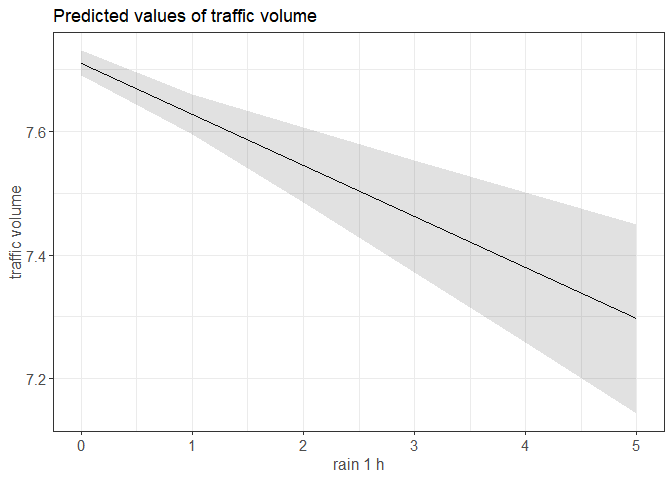 Predicted values of traffic volume
7.6
7.4
7.2
traffic volume
0 1 2 3 4 5
rain 1 h